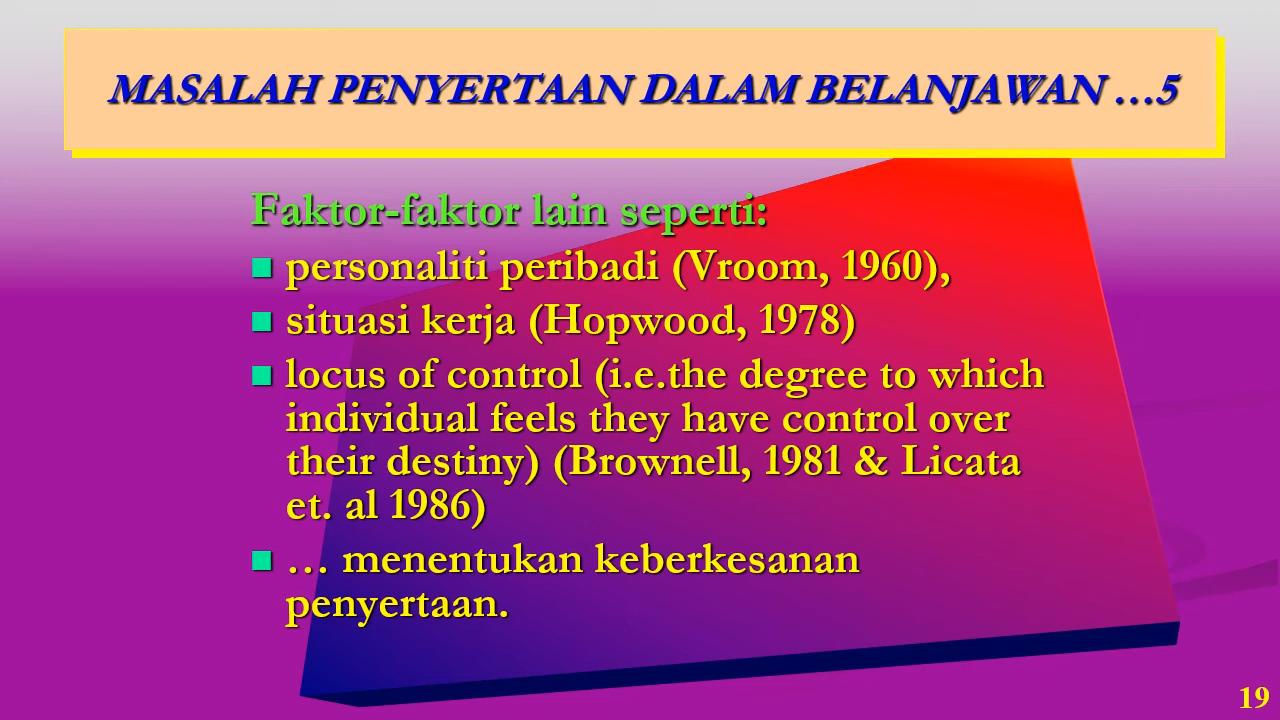 MASALAH PENYERTAAN DALAM BELANJAWAN …5
Faktor-faktor lain seperti:
personaliti peribadi (Vroom, 1960),
situasi kerja (Hopwood, 1978)
locus of control (i.e.the degree to which
individual feels they have control over
their destiny) (Brownell, 1981 & Licata
et. al 1986)
… menentukan keberkesanan
penyertaan.
19